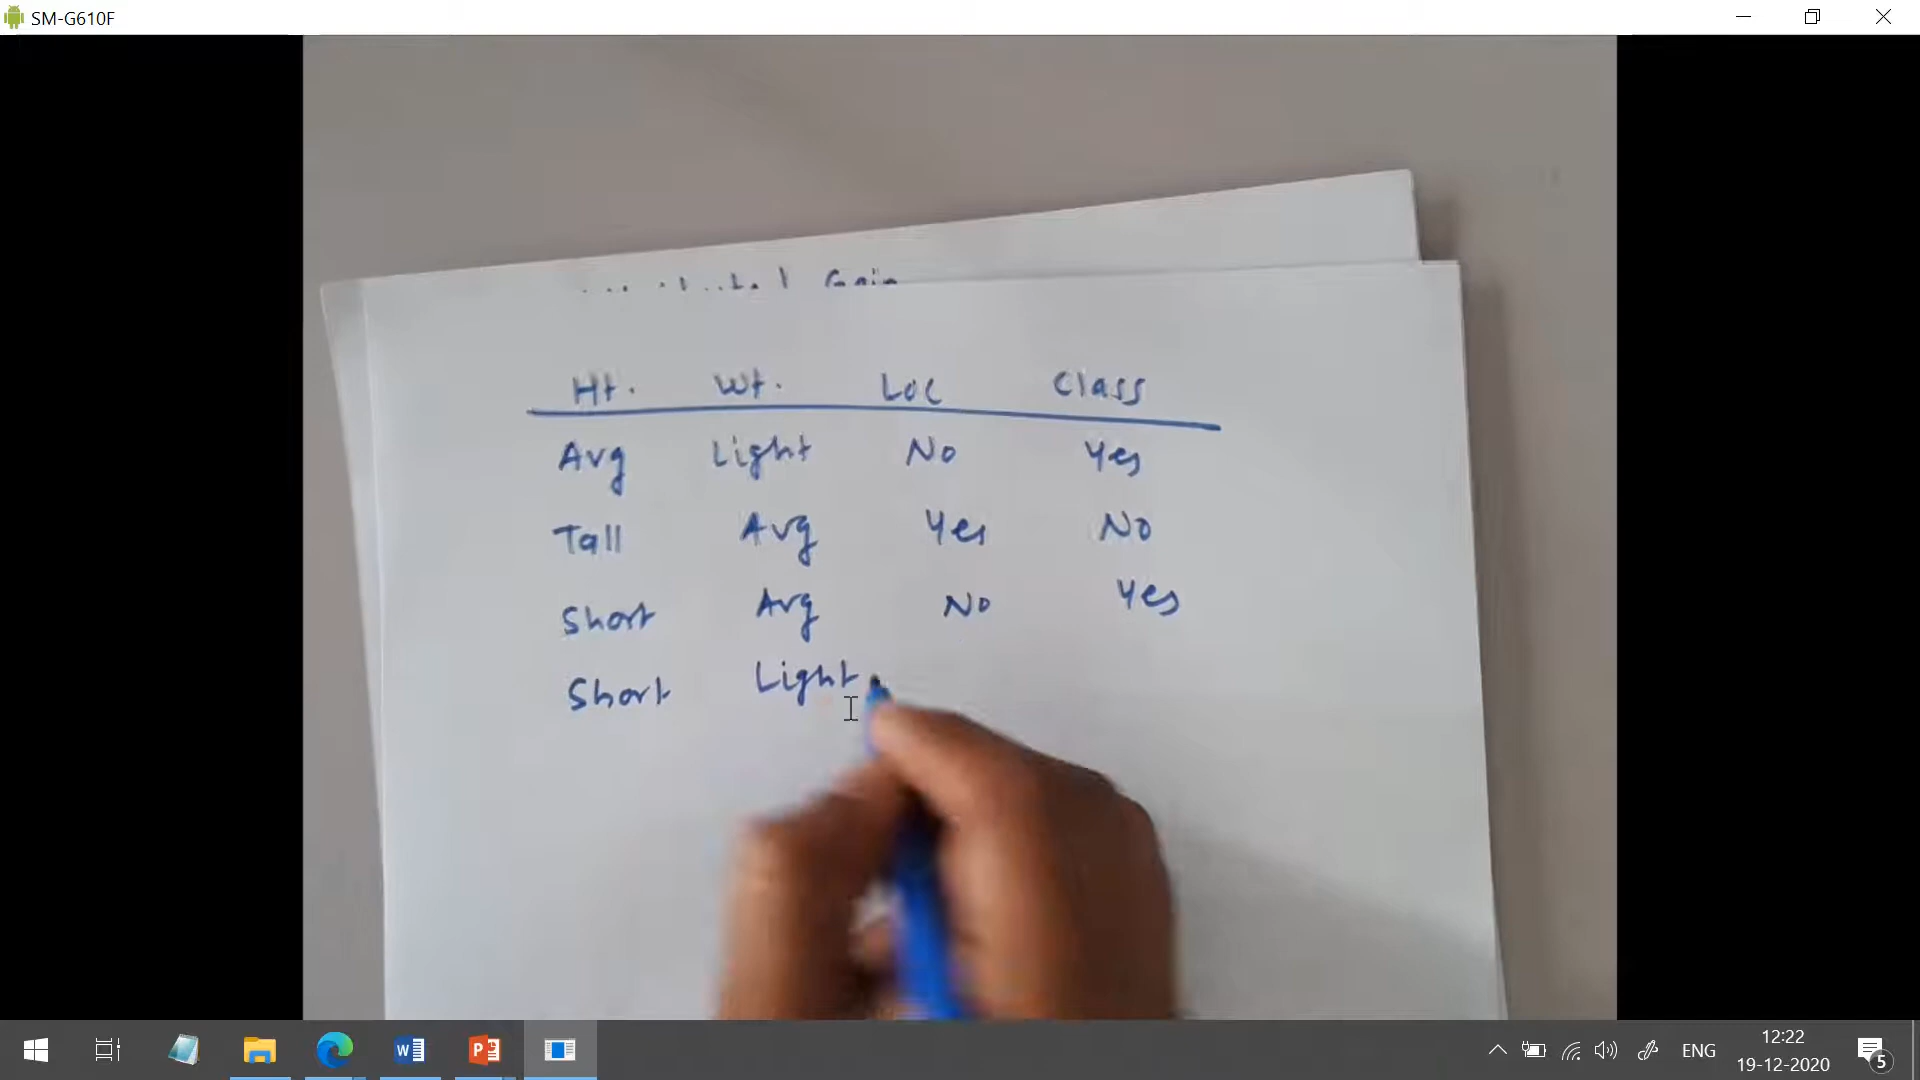 SM-G610F
Gain
Ht. Wt. Loc Class
Avg Light No Yes
Tall Avg Yes No
Short Avg No Yes
Short Light
ENG
12:22
19-12-2020
5